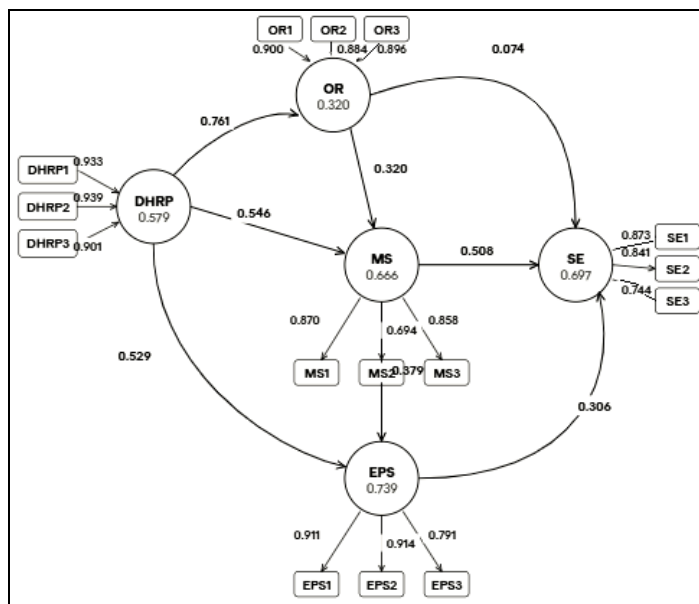 OR1 OR2 OR3
0.900 0.884 0.896
OR
0.320
0.074
0.761
0.320
DHRP1 0.933
DHRP2 0.939
DHRP3 0.901
DHRP
0.579
0.546
MS
0.666
0.508
SE
0.697
0.873 SE1
0.841 SE2
0.744 SE3
0.870 0.694 0.858
MS1 MS2 MS3
0.379
0.529
0.306
EPS
0.739
0.911 0.914 0.791
EPS1 EPS2 EPS3